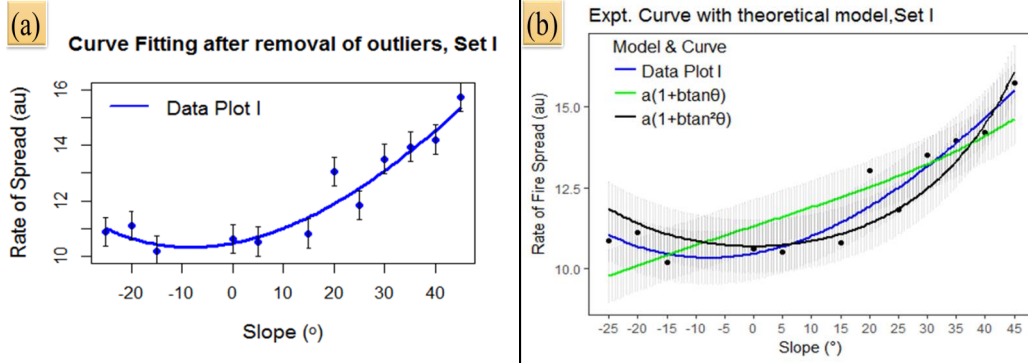 (a)
Curve Fitting after removal of outliers, Set I
Rate of Spread (au)
16
14
12
10
Data Plot I
-20 -10 0 10 20 30 40
Slope (o)
(b)
Expt. Curve with theoretical model,Set I
Rate of Fire Spread (au)
15.0
12.5
10.0
Model & Curve
Data Plot I
a(1+btanθ)
a(1+btan²θ)
-25 -20 -15 -10 -5 0 5 10 15 20 25 30 35 40 45
Slope (°)